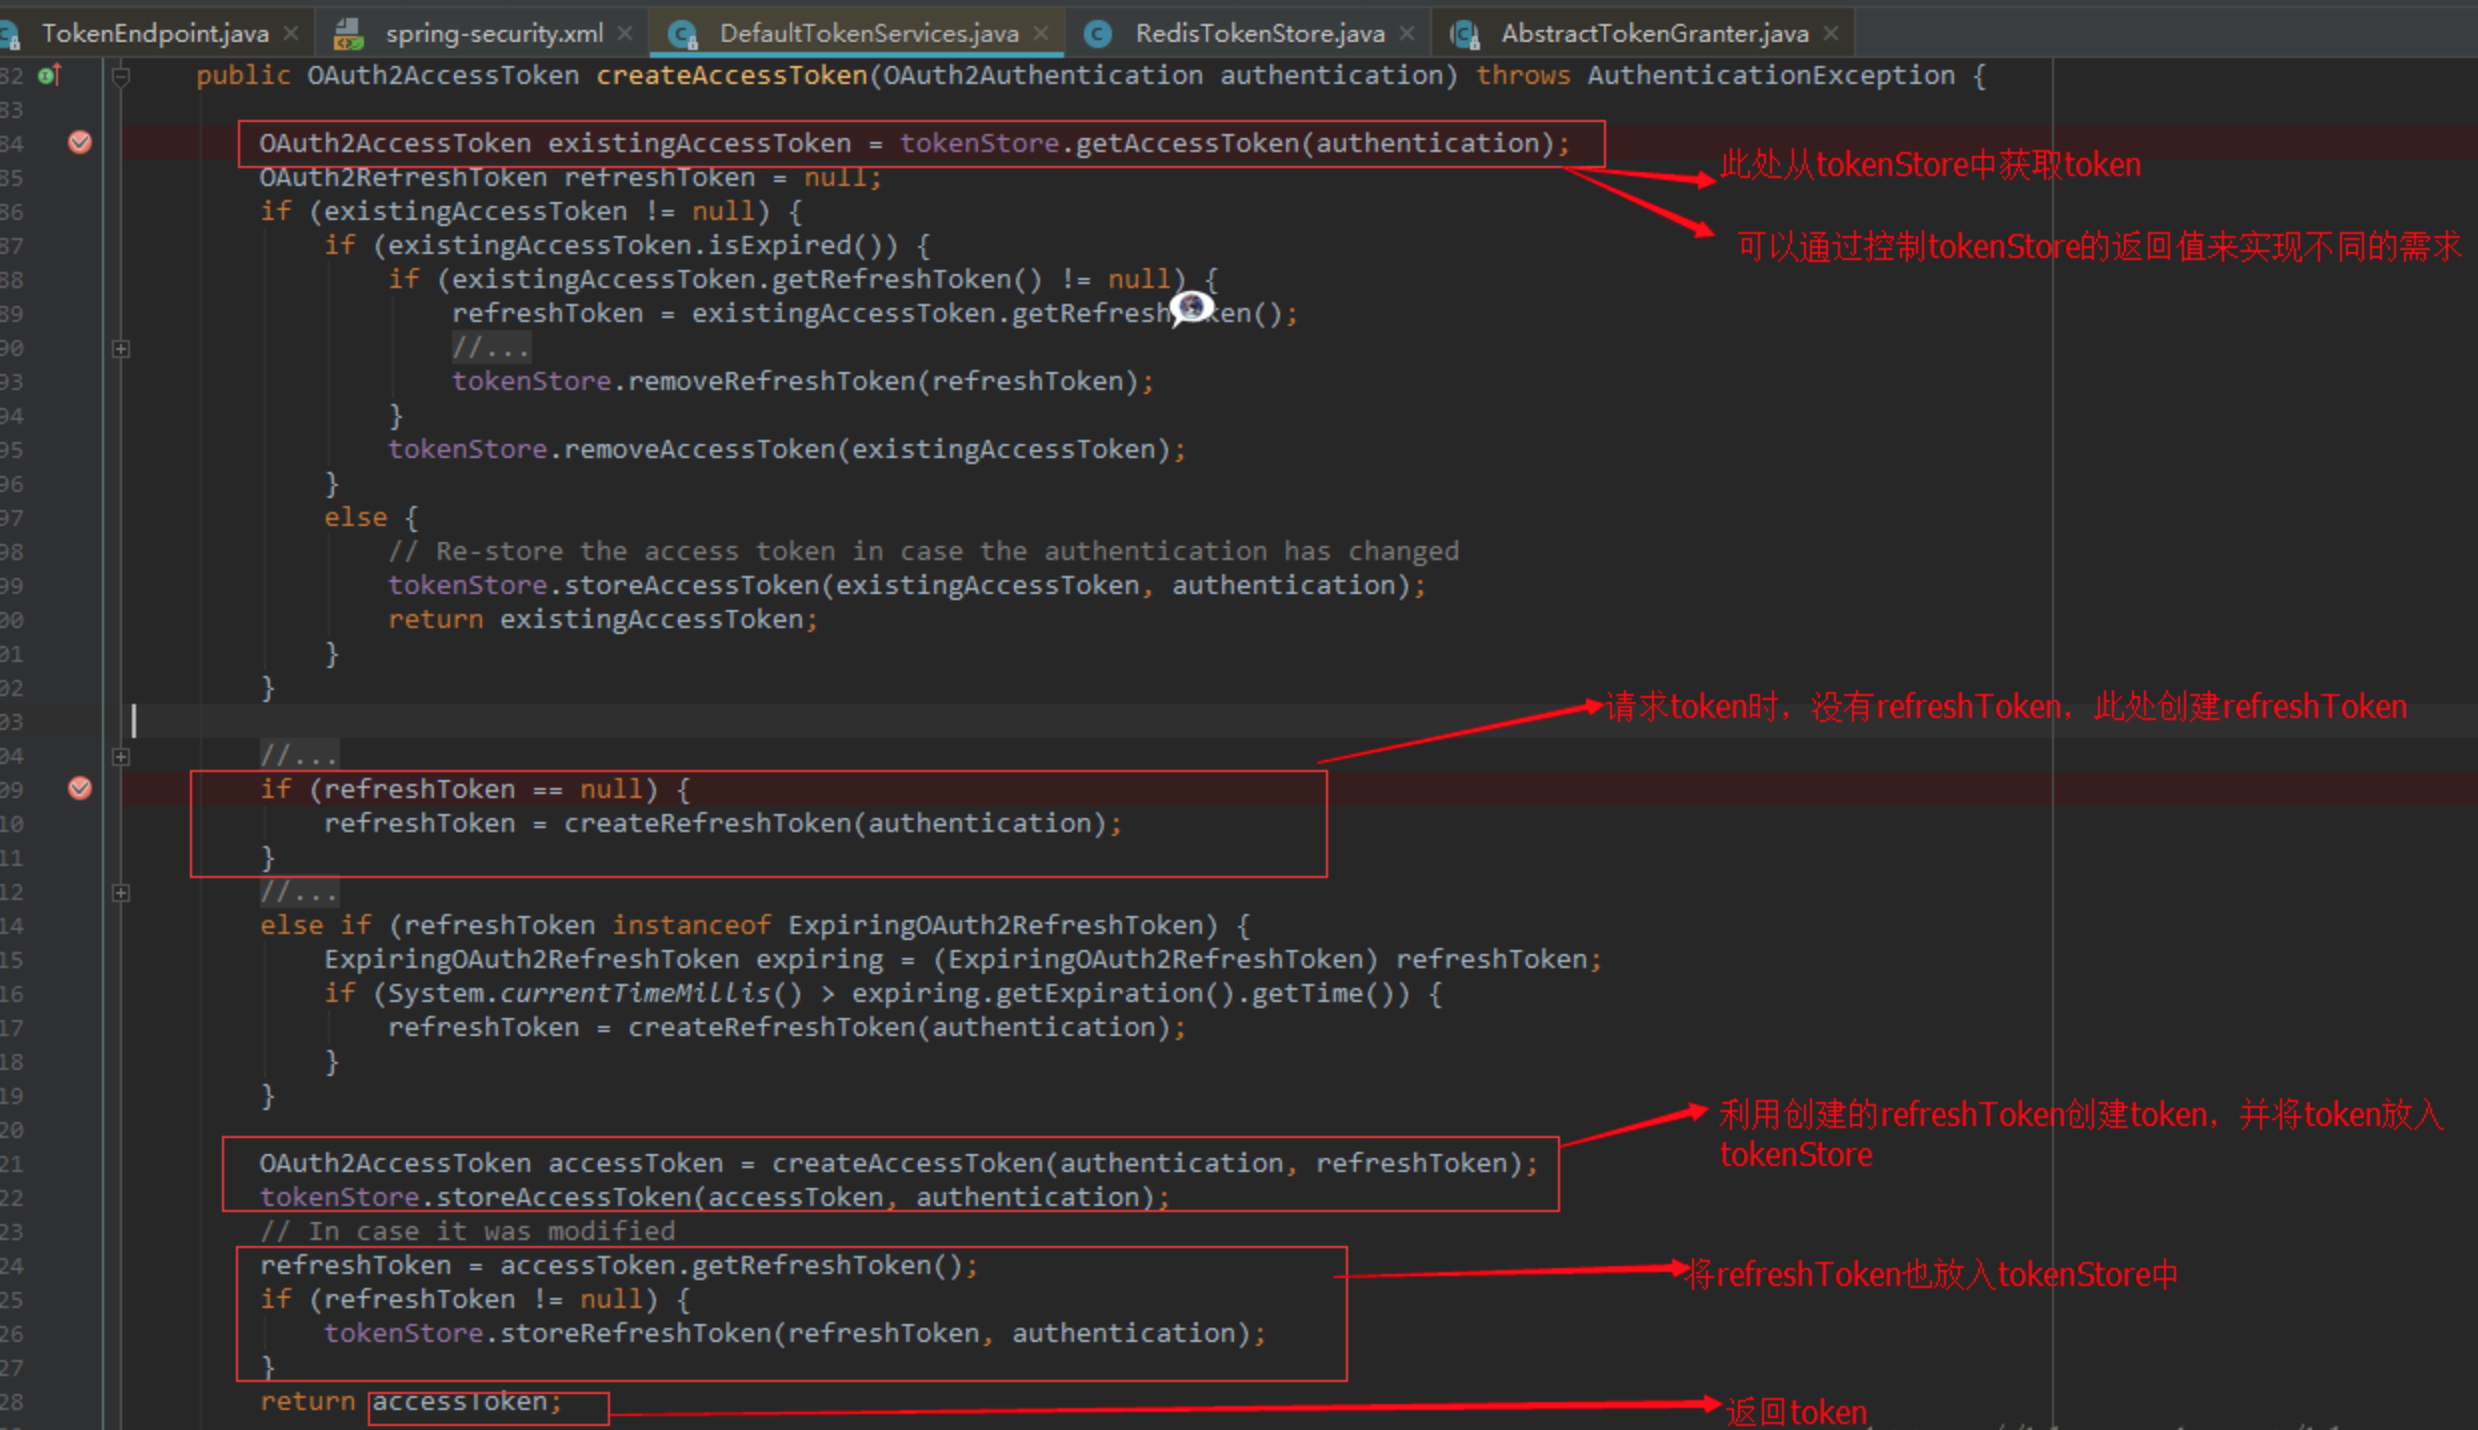 TokenEndpoint.java spring-security.xml DefaultTokenServices.java RedisTokenStore.java AbstractTokenGranter.java
82 public OAuth2AccessToken createAccessToken(OAuth2Authentication authentication) throws AuthenticationException {
83
84 OAuth2AccessToken existingAccessToken = tokenStore.getAccessToken(authentication);
此处从tokenStore中获取token
85 OAuth2RefreshToken refreshToken = null;
86 if (existingAccessToken != null) {
可以通过控制tokenStore的返回值来实现不同的需求
87 if (existingAccessToken.isExpired()) {
88 if (existingAccessToken.getRefreshToken() != null) {
89 refreshToken = existingAccessToken.getRefreshToken();
90 //...
93 tokenStore.removeRefreshToken(refreshToken);
94 }
95 tokenStore.removeAccessToken(existingAccessToken);
96 }
97 else {
98 // Re-store the access token in case the authentication has changed
99 tokenStore.storeAccessToken(existingAccessToken, authentication);
00 return existingAccessToken;
01 }
02 }
03
请求token时，没有refreshToken，此处创建refreshToken
04 //...
09 if (refreshToken == null) {
10 refreshToken = createRefreshToken(authentication);
11 }
12 //...
14 else if (refreshToken instanceof ExpiringOAuth2RefreshToken) {
15 ExpiringOAuth2RefreshToken expiring = (ExpiringOAuth2RefreshToken) refreshToken;
16 if (System.currentTimeMillis() > expiring.getExpiration().getTime()) {
17 refreshToken = createRefreshToken(authentication);
18 }
19 }
利用创建的refreshToken创建token，并将token放入
tokenStore
20
21 OAuth2AccessToken accessToken = createAccessToken(authentication, refreshToken);
22 tokenStore.storeAccessToken(accessToken, authentication);
23 // In case it was modified
24 refreshToken = accessToken.getRefreshToken();
将refreshToken也放入tokenStore中
25 if (refreshToken != null) {
26 tokenStore.storeRefreshToken(refreshToken, authentication);
27 }
28 return accessToken;
返回token